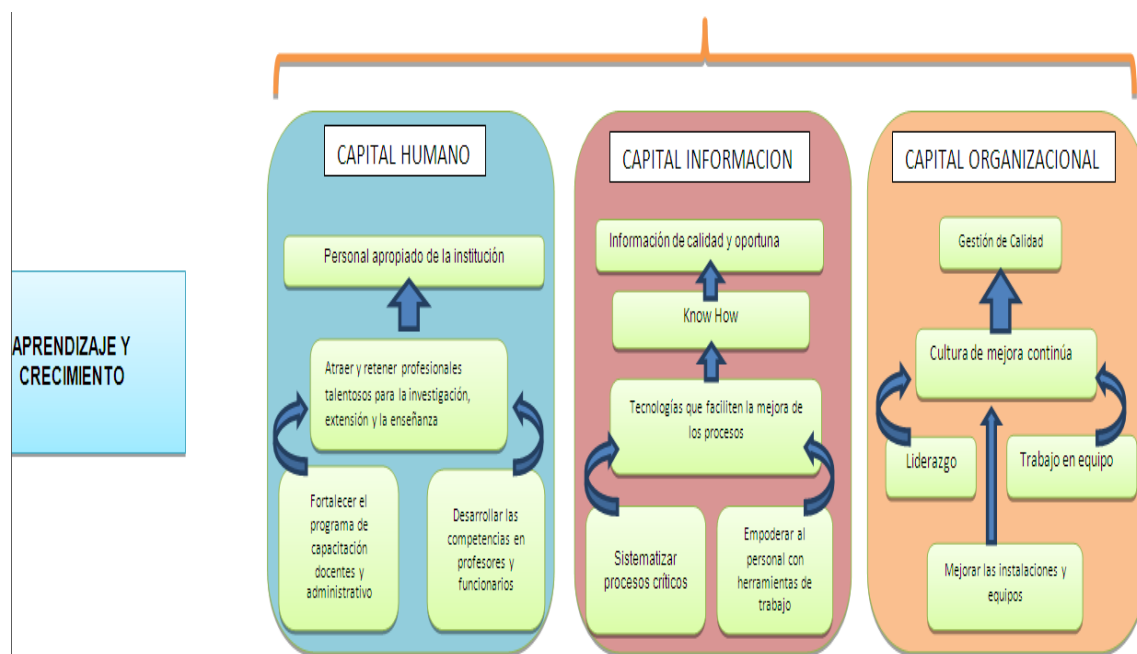 APRENDIZAJE Y
CRECIMIENTO
CAPITAL HUMANO
Personal apropiado de la institución
Atraer y retener profesionales
talentosos para la investigación,
extensión y la enseñanza
Fortalecer el
programa de
capacitación
docentes y
administrativo
Desarrollar las
competencias en
profesores y
funcionarios
CAPITAL INFORMACION
Información de calidad y oportuna
Know How
Tecnologías que faciliten la mejora de
los procesos
Sistematizar
procesos críticos
Empoderar al
personal con
herramientas de
trabajo
CAPITAL ORGANIZACIONAL
Gestión de Calidad
Cultura de mejora continúa
Liderazgo
Trabajo en equipo
Mejorar las instalaciones y
equipos